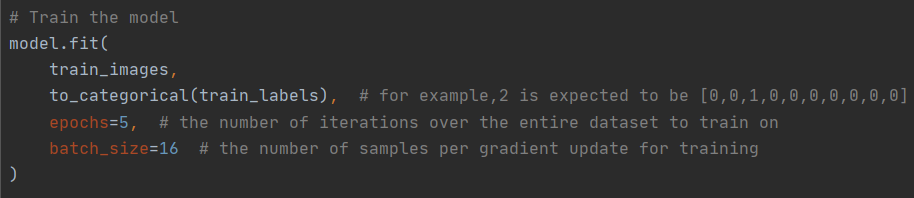 # Train the model
model.fit(
    train_images,
    to_categorical(train_labels),  # for example,2 is expected to be [0,0,1,0,0,0,0,0,0,0]
    epochs=5,  # the number of iterations over the entire dataset to train on
    batch_size=16  # the number of samples per gradient update for training
)